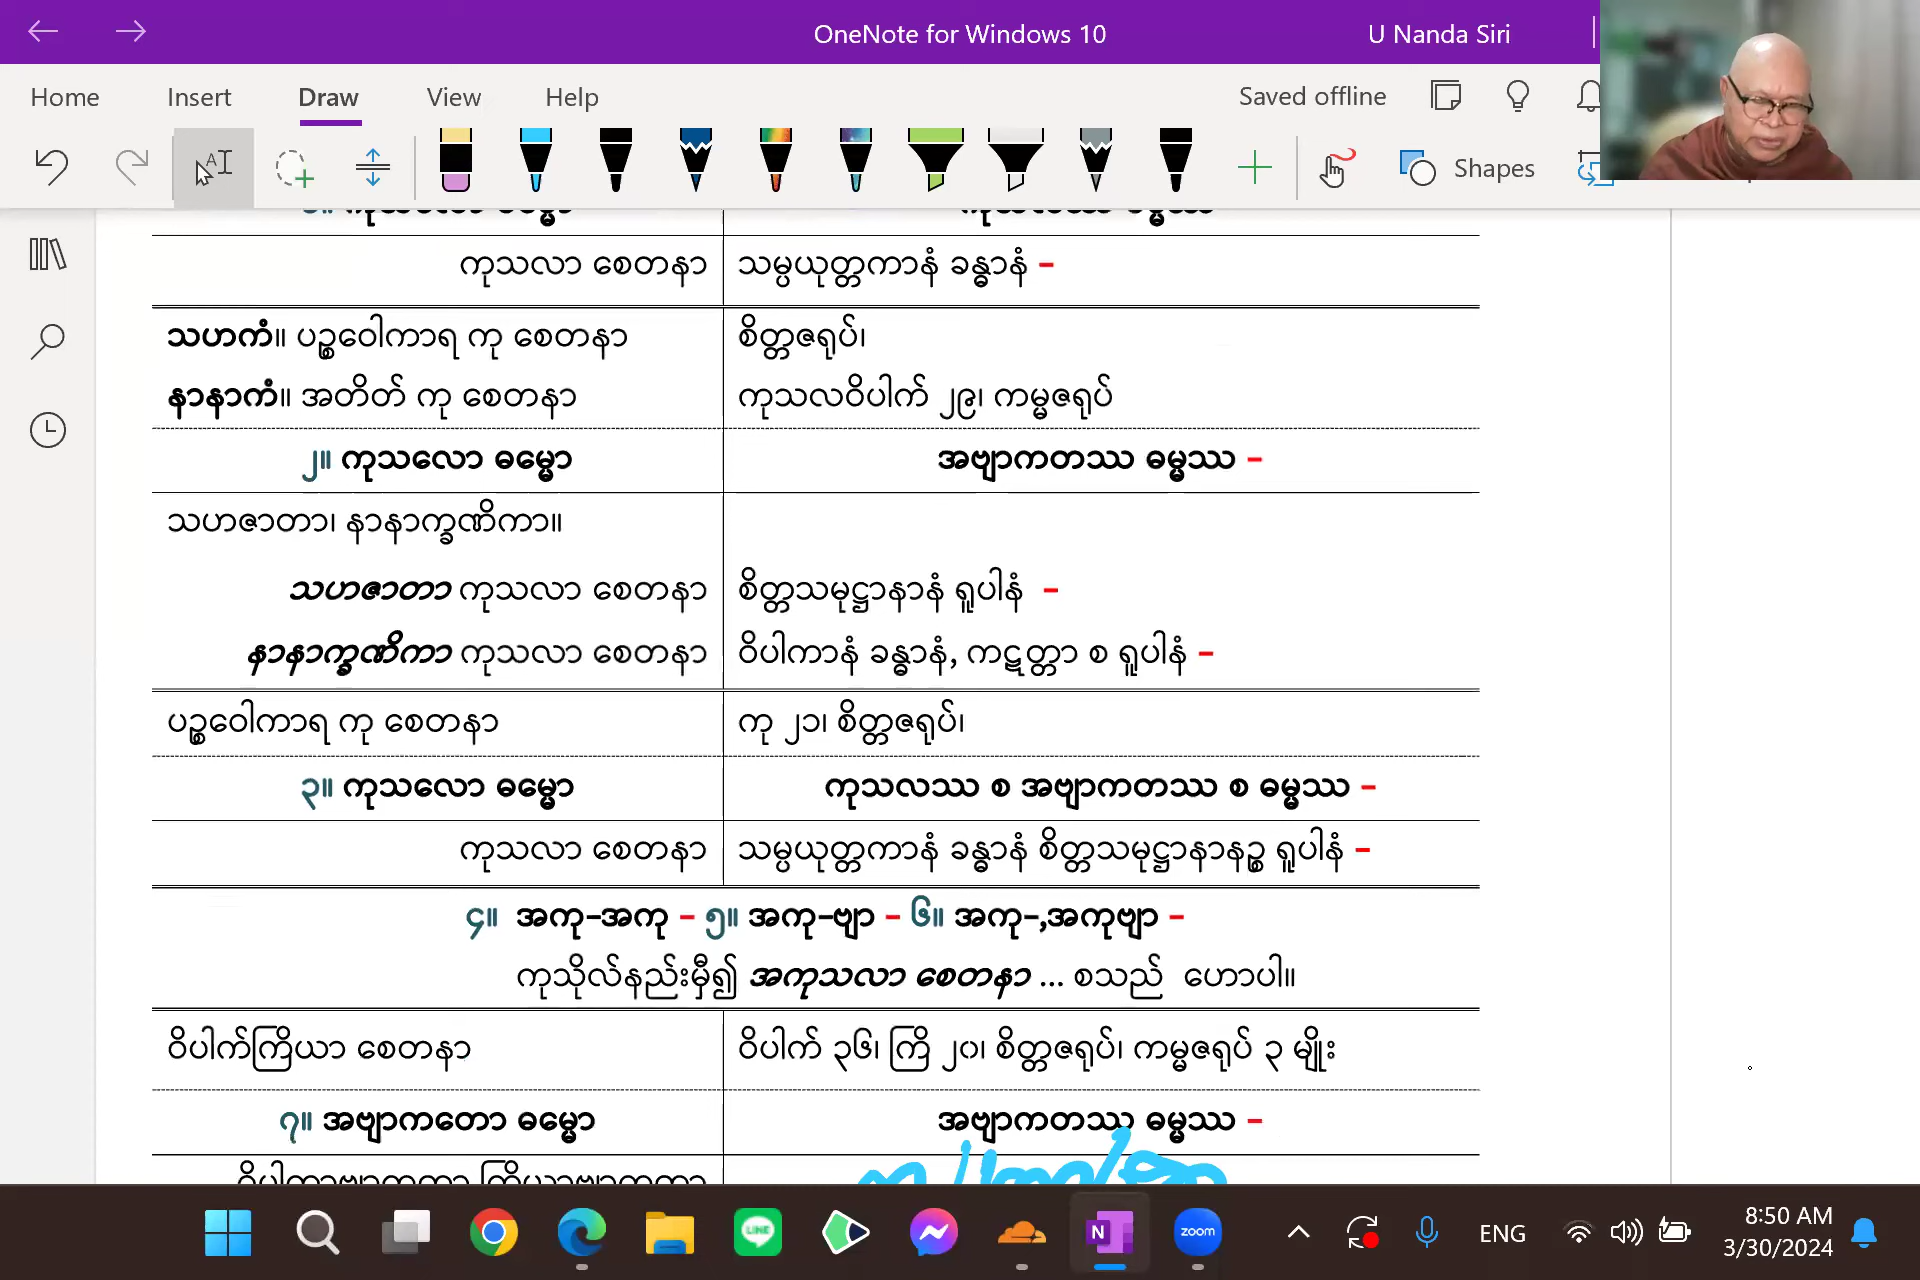 OneNote for Windows 10 U Nanda Siri
Home Insert Draw View Help Saved offline
Shapes
ကုသလာ စေတနာ သမ္ပယုတ္တကာနံ ခန္ဓာနံ -
သဟကံ။ ပဉ္စဝေါကာရ ကု စေတနာ စိတ္တဇရုပ်၊
နာနာကံ။ အတိတ် ကု စေတနာ ကုသလဝိပါက် ၂၉၊ ကမ္မဇရုပ်
၂။ ကုသလော ဓမ္မော အဗျာကတဿ ဓမ္မဿ -
သဟဇာတာ၊ နာနာက္ခဏိကာ။
သဟဇာတာ ကုသလာ စေတနာ စိတ္တသမုဋ္ဌာနာနံ ရူပါနံ -
နာနာက္ခဏိကာ ကုသလာ စေတနာ ဝိပါကာနံ ခန္ဓာနံ, ကဋတ္တာ စ ရူပါနံ -
ပဉ္စဝေါကာရ ကု စေတနာ ကု ၂၁၊ စိတ္တဇရုပ်၊
၃။ ကုသလော ဓမ္မော ကုသလဿ စ အဗျာကတဿ စ ဓမ္မဿ -
ကုသလာ စေတနာ သမ္ပယုတ္တကာနံ ခန္ဓာနံ စိတ္တသမုဋ္ဌာနာနဉ္စ ရူပါနံ -
၄။ အကု-အကု - ၅။ အကု-ဗျာ - ၆။ အကု-,အကုဗျာ -
ကုသိုလ်နည်းမှီ၍ အကုသလာ စေတနာ ... စသည် ဟောပါ။
ဝိပါက်ကြိယာ စေတနာ ဝိပါက် ၃၆၊ ကြိ ၂၀၊ စိတ္တဇရုပ်၊ ကမ္မဇရုပ် ၃ မျိုး
၇။ အဗျာကတော ဓမ္မော အဗျာကတဿ ဓမ္မဿ -
LINE
N
zoom
ENG
8:50 AM
3/30/2024